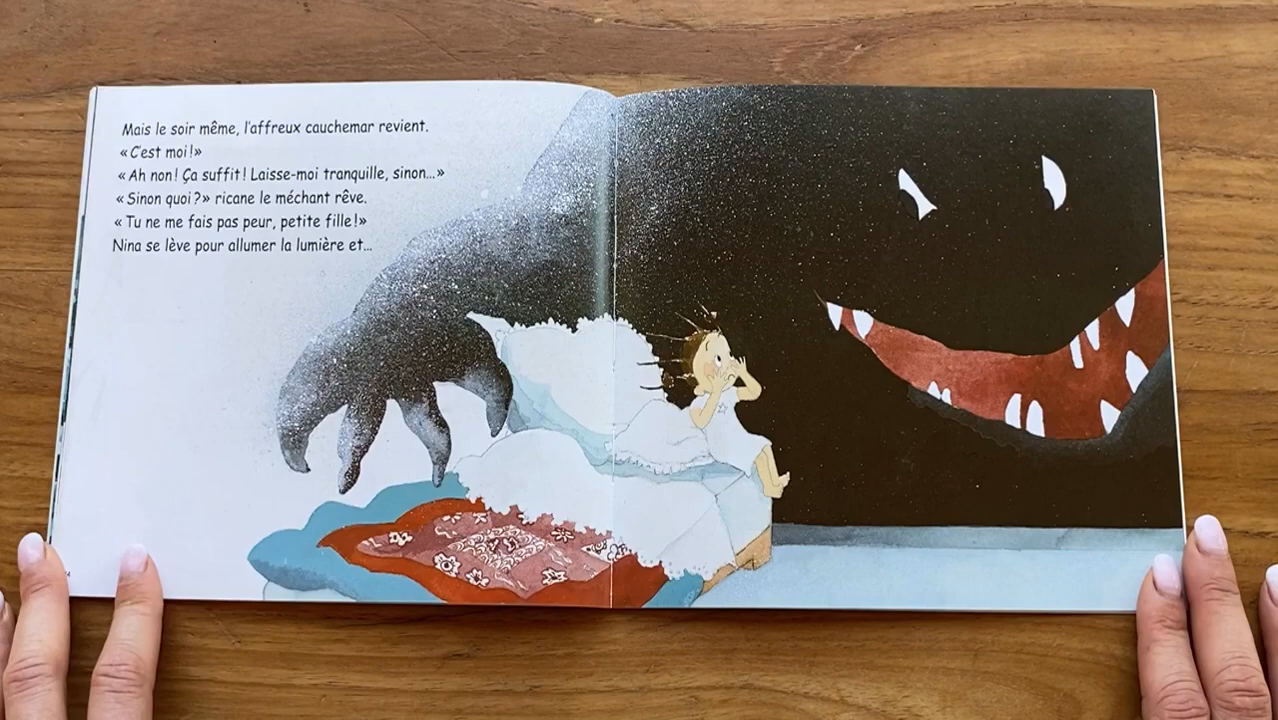 Mais le soir même, l'affreux cauchemar revient.
« C'est moi ! »
« Ah non ! Ça suffit ! Laisse-moi tranquille, sinon... »
« Sinon quoi ? » ricane le méchant rêve.
« Tu ne me fais pas peur, petite fille ! »
Nina se lève pour allumer la lumière et...